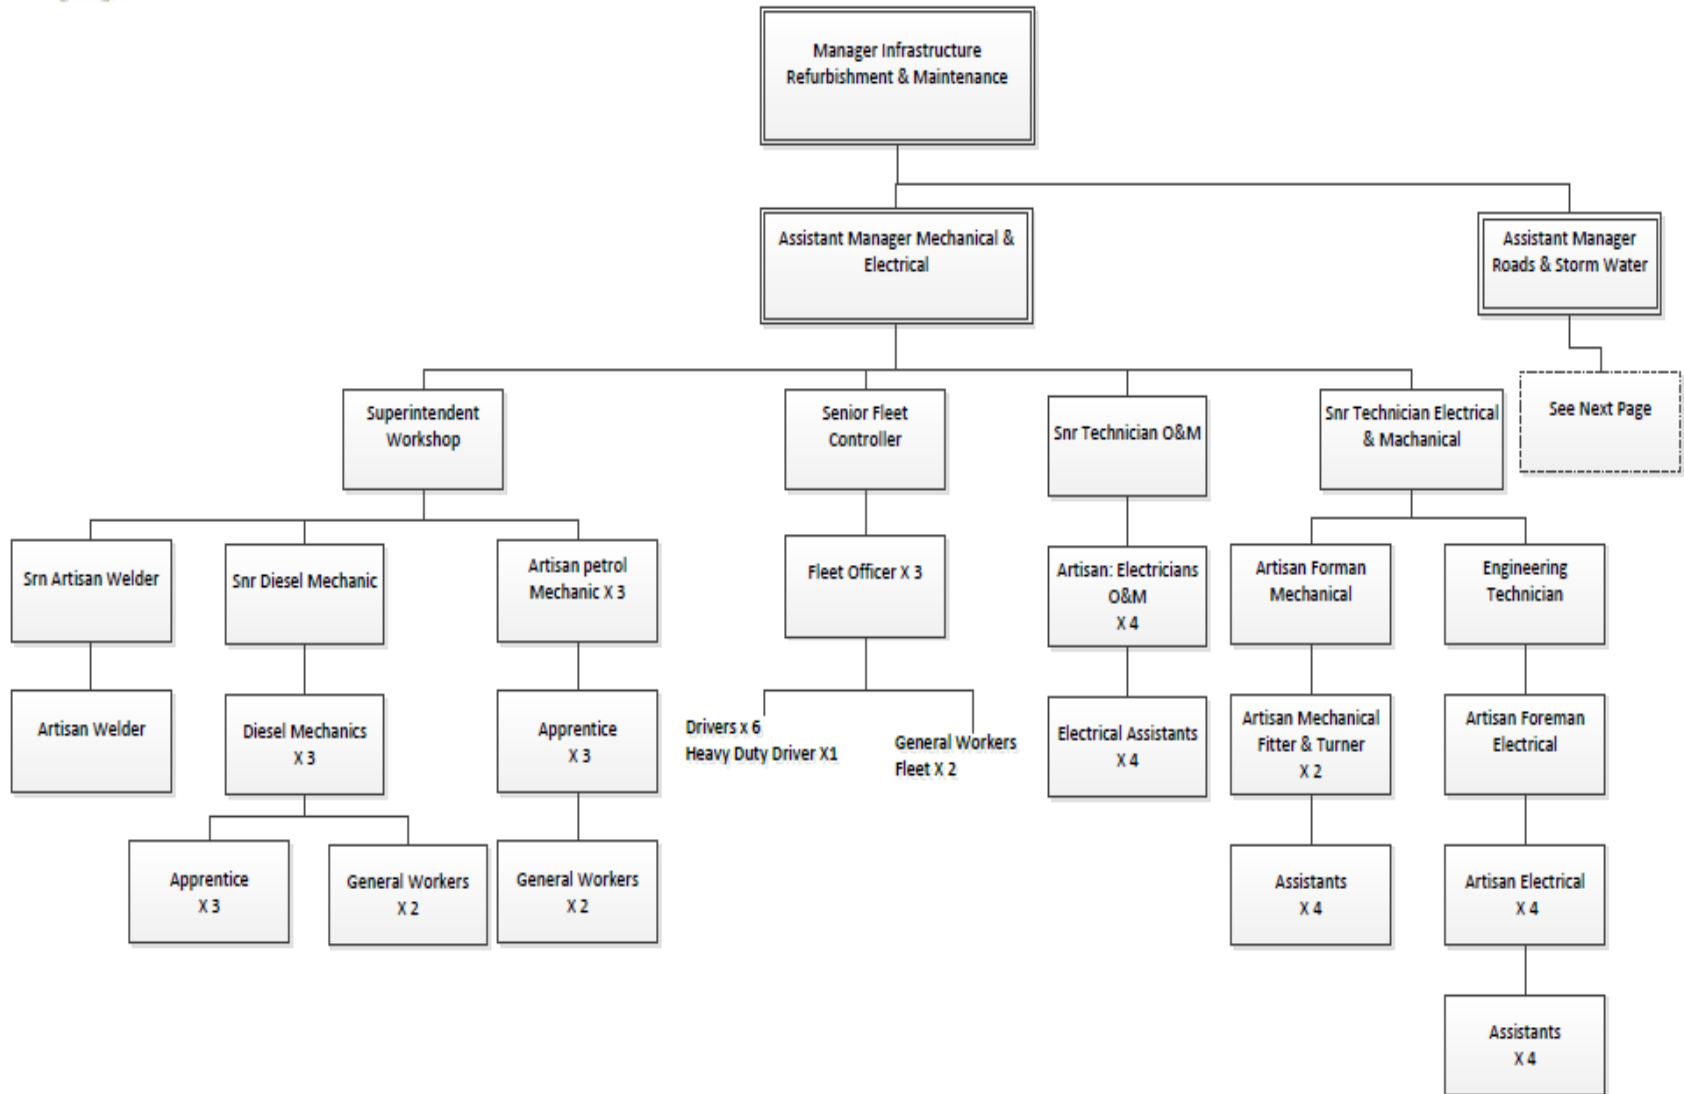 Manager Infrastructure
Refurbishment & Maintenance
Assistant Manager Mechanical &
Electrical
Assistant Manager
Roads & Storm Water
Superintendent
Workshop
Senior Fleet
Controller
Snr Technician O&M
Snr Technician Electrical
& Machanical
See Next Page
Srn Artisan Welder
Snr Diesel Mechanic
Artisan petrol
Mechanic X 3
Fleet Officer X 3
Artisan: Electricians
O&M
X 4
Artisan Forman
Mechanical
Engineering
Technician
Artisan Welder
Diesel Mechanics
X 3
Apprentice
X 3
Drivers x 6
Heavy Duty Driver X1
General Workers
Fleet X 2
Electrical Assistants
X 4
Artisan Mechanical
Fitter & Turner
X 2
Artisan Foreman
Electrical
Apprentice
X 3
General Workers
X 2
General Workers
X 2
Assistants
X 4
Artisan Electrical
X 4
Assistants
X 4